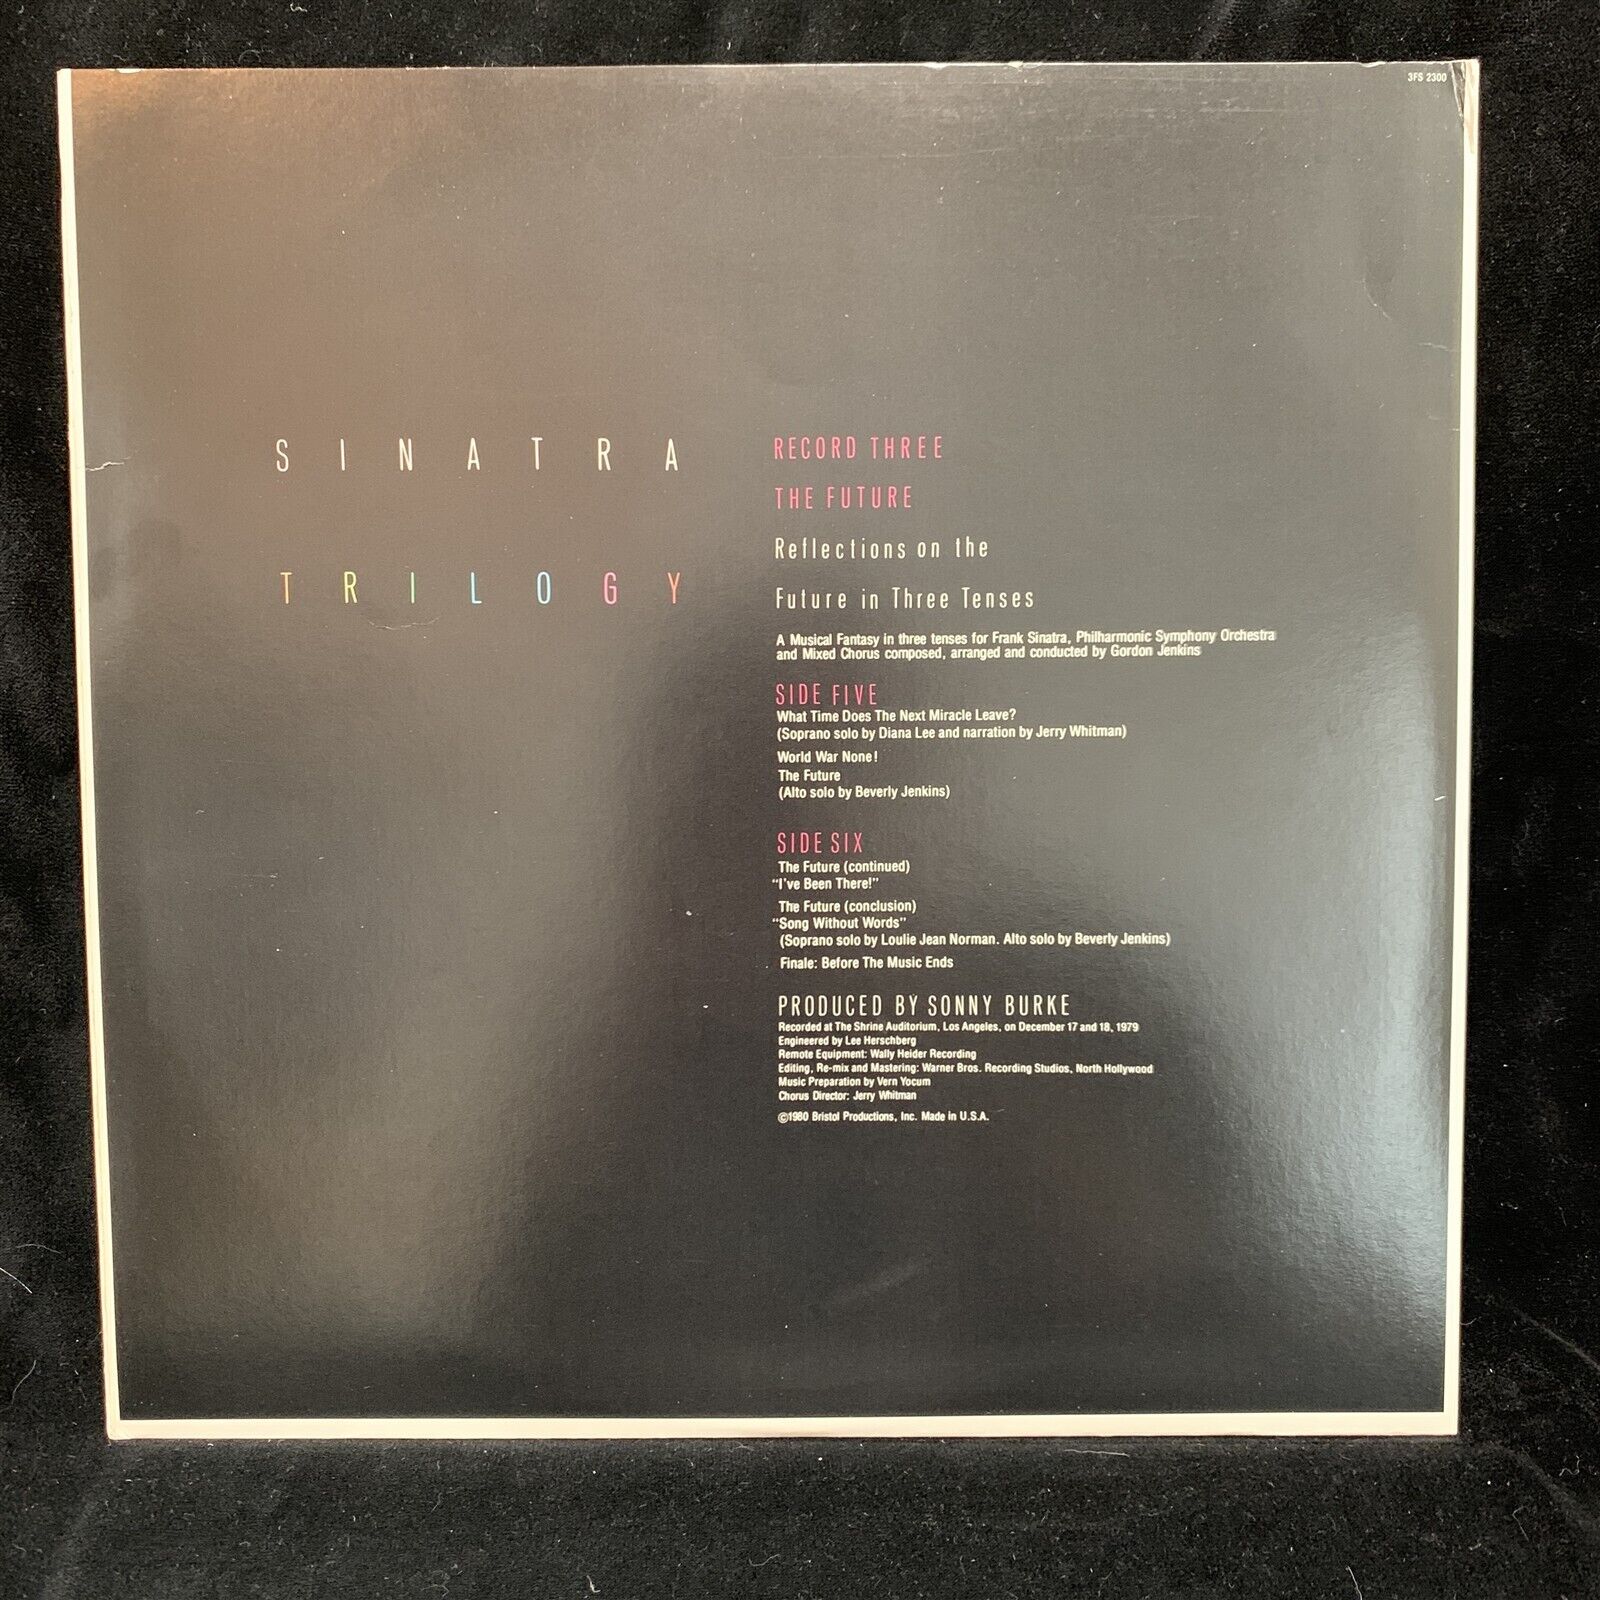 3FS 2300
SINATRA
TRILOGY
RECORD THREE
THE FUTURE
Reflections on the
Future in Three Tenses
A Musical Fantasy in three tenses for Frank Sinatra, Philharmonic Symphony Orchestra
and Mixed Chorus composed, arranged and conducted by Gordon Jenkins
SIDE FIVE
What Time Does The Next Miracle Leave?
(Soprano solo by Diana Lee and narration by Jerry Whitman)
World War None!
The Future
(Alto solo by Beverly Jenkins)
SIDE SIX
The Future (continued)
"I've Been There!"
The Future (conclusion)
"Song Without Words"
(Soprano solo by Loulie Jean Norman. Alto solo by Beverly Jenkins)
Finale: Before The Music Ends
PRODUCED BY SONNY BURKE
Recorded at The Shrine Auditorium, Los Angeles, on December 17 and 18, 1979
Engineered by Lee Herschberg
Remote Equipment: Wally Heider Recording
Editing, Re-mix and Mastering: Warner Bros. Recording Studios, North Hollywood
Music Preparation by Vern Yocum
Chorus Director: Jerry Whitman
©1980 Bristol Productions, Inc. Made in U.S.A.